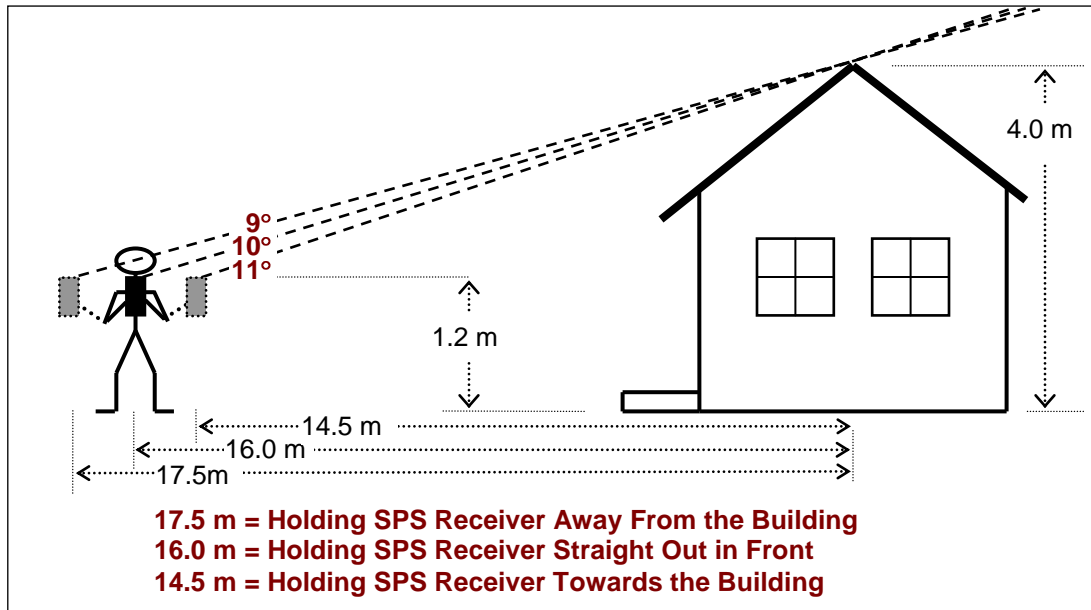 4.0 m
9°
10°
11°
1.2 m
14.5 m
16.0 m
17.5m
17.5 m = Holding SPS Receiver Away From the Building
16.0 m = Holding SPS Receiver Straight Out in Front
14.5 m = Holding SPS Receiver Towards the Building